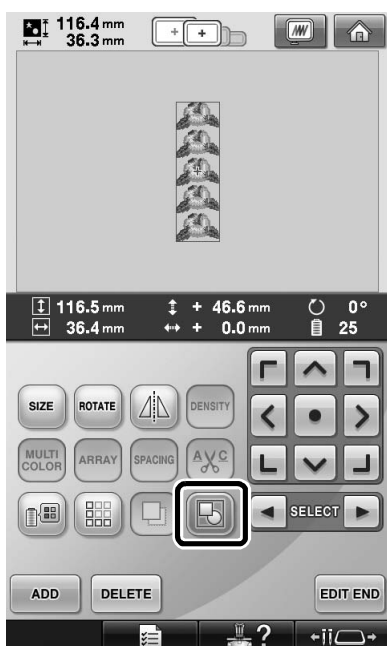 116.4 mm
36.3 mm
116.5 mm + 46.6 mm 0°
36.4 mm + 0.0 mm 25
SIZE ROTATE DENSITY
MULTI COLOR ARRAY SPACING A C
SELECT
ADD DELETE EDIT END
?